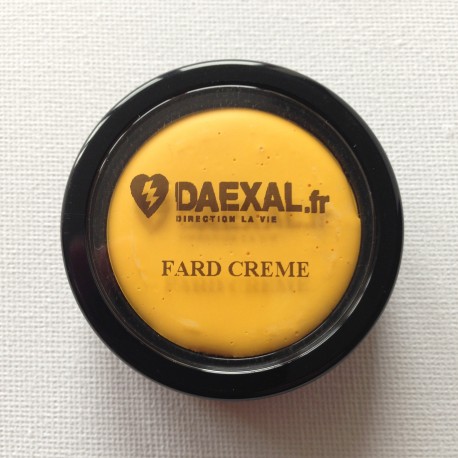 DAEXAL.fr
DIRECTION LA VIE
FARD CREME